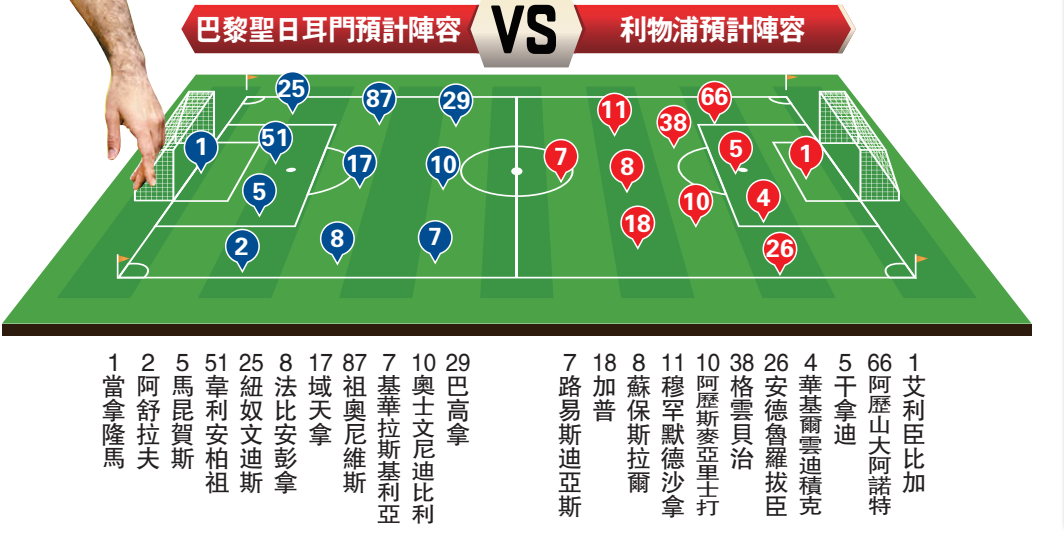 巴黎聖日耳門預計陣容
VS
利物浦預計陣容
25
87
29
51
1
17
10
5
2
8
7
11
66
38
7
8
5
1
10
4
18
26
1 當拿隆馬
2 阿舒拉夫
5 馬昆賀斯
51 韋利安柏祖
25 紐奴文迪斯
8 法比安彭拿
17 域天拿
87 祖奧尼維斯
7 基華拉斯基利亞
10 奧士文尼迪比利
29 巴高拿
7 路易斯迪亞斯
18 加普
8 蘇保斯拉爾
11 穆罕默德沙拿
10 阿歷斯麥亞里士打
38 格雲貝治
26 安德魯羅拔臣
4 華基爾雲迪積克
5 干拿迪
66 阿歷山大阿諾特
1 艾利臣比加